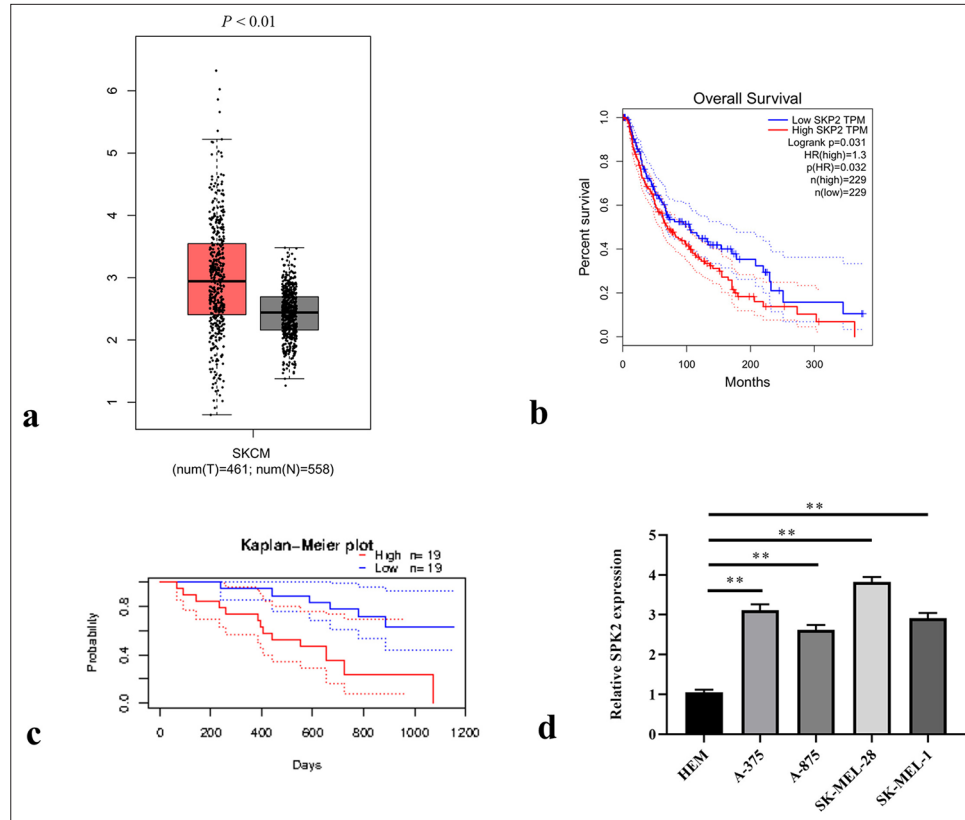 P < 0.01
6
5
4
3
2
1
SKCM
(num(T)=461; num(N)=558)
a
Overall Survival
Low SKP2 TPM
High SKP2 TPM
Logrank p=0.031
HR(high)=1.3
p(HR)=0.032
n(high)=229
n(low)=229
Percent survival
1.0
0.8
0.6
0.4
0.2
0.0
0 100 200 300
Months
b
Kaplan-Meier plot
High n= 19
Low n= 19
Probability
0.8
0.4
0.0
0 200 400 600 800 1000 1200
Days
c
**
**
**
**
Relative SPK2 expression
5
4
3
2
1
0
HEM
A-375
A-875
SK-MEL-28
SK-MEL-1
d